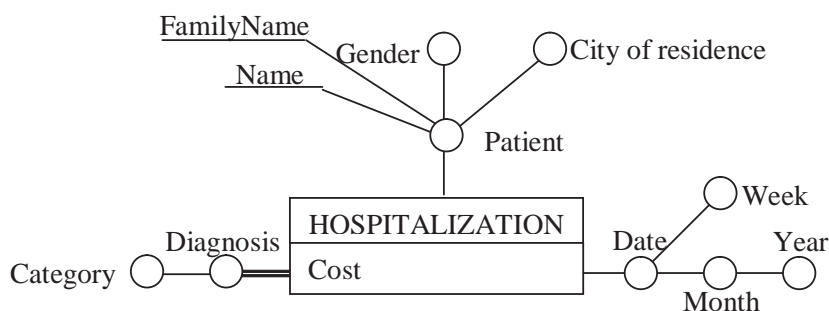 FamilyName
Gender
City of residence
Name
Patient
Week
HOSPITALIZATION
Diagnosis
Date
Year
Category
Cost
Month